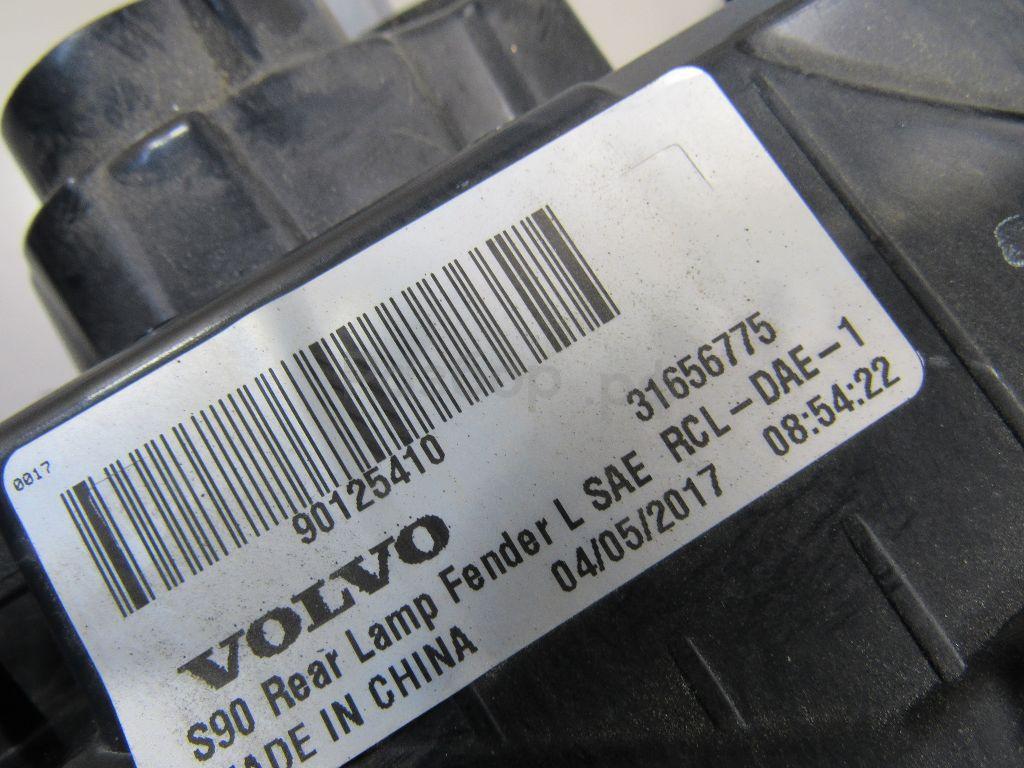 0017
90125410
31656775
VOLVO
S90 Rear Lamp Fender L SAE RCL-DAE-1
MADE IN CHINA
04/05/2017 08:54:22